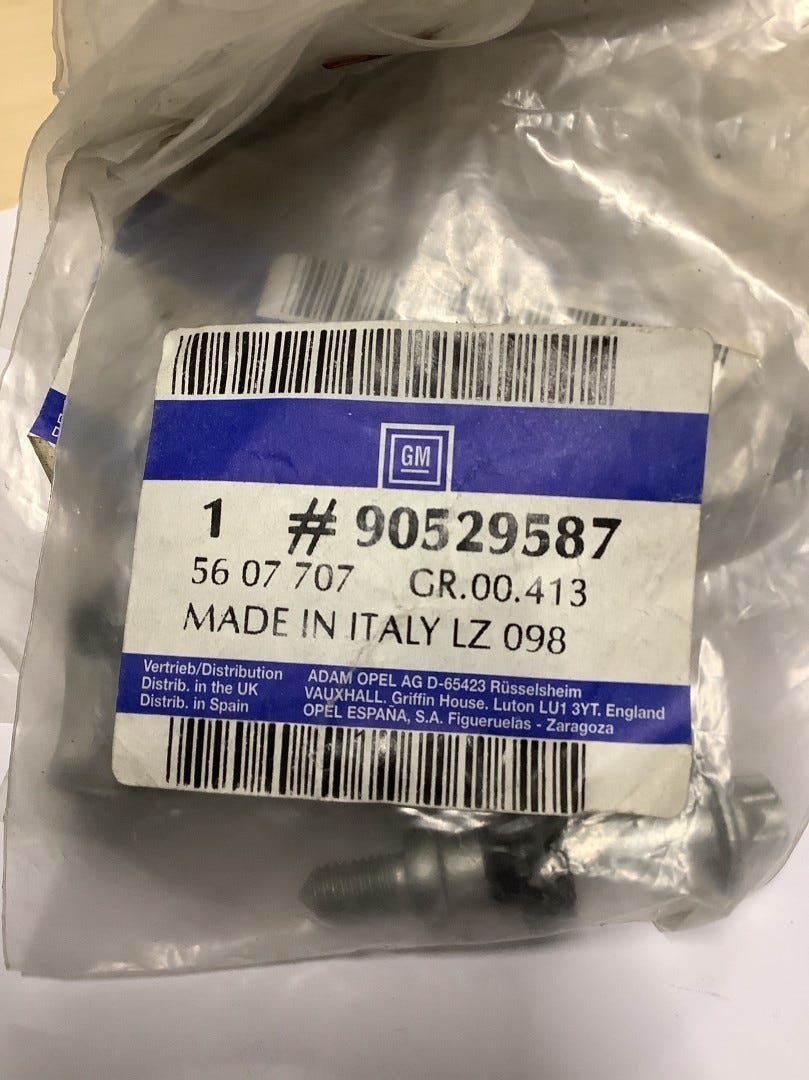 GM
1 # 90529587
56 07 707 GR.00.413
MADE IN ITALY LZ 098
Vertrieb/Distribution ADAM OPEL AG D-65423 Rüsselsheim
Distrib. in the UK VAUXHALL. Griffin House. Luton LU1 3YT. England
Distrib. in Spain OPEL ESPAÑA, S.A. Figueruelas - Zaragoza
1